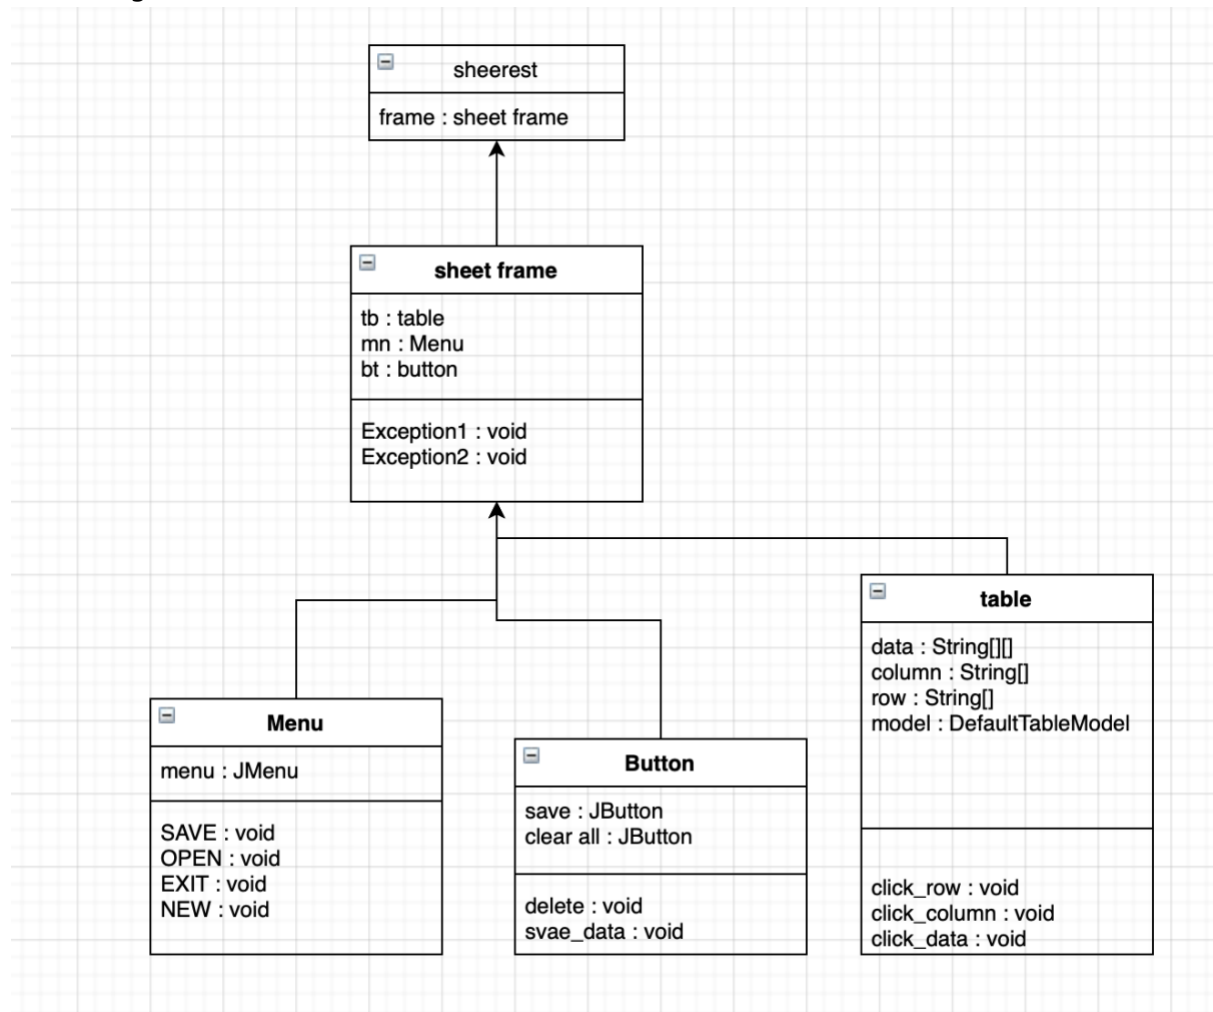 sheerest
frame : sheet frame
sheet frame
tb : table
mn : Menu
bt : button
Exception1 : void
Exception2 : void
table
data : String[][]
column : String[]
row : String[]
model : DefaultTableModel
click_row : void
click_column : void
click_data : void
Menu
menu : JMenu
SAVE : void
OPEN : void
EXIT : void
NEW : void
Button
save : JButton
clear all : JButton
delete : void
svae_data : void